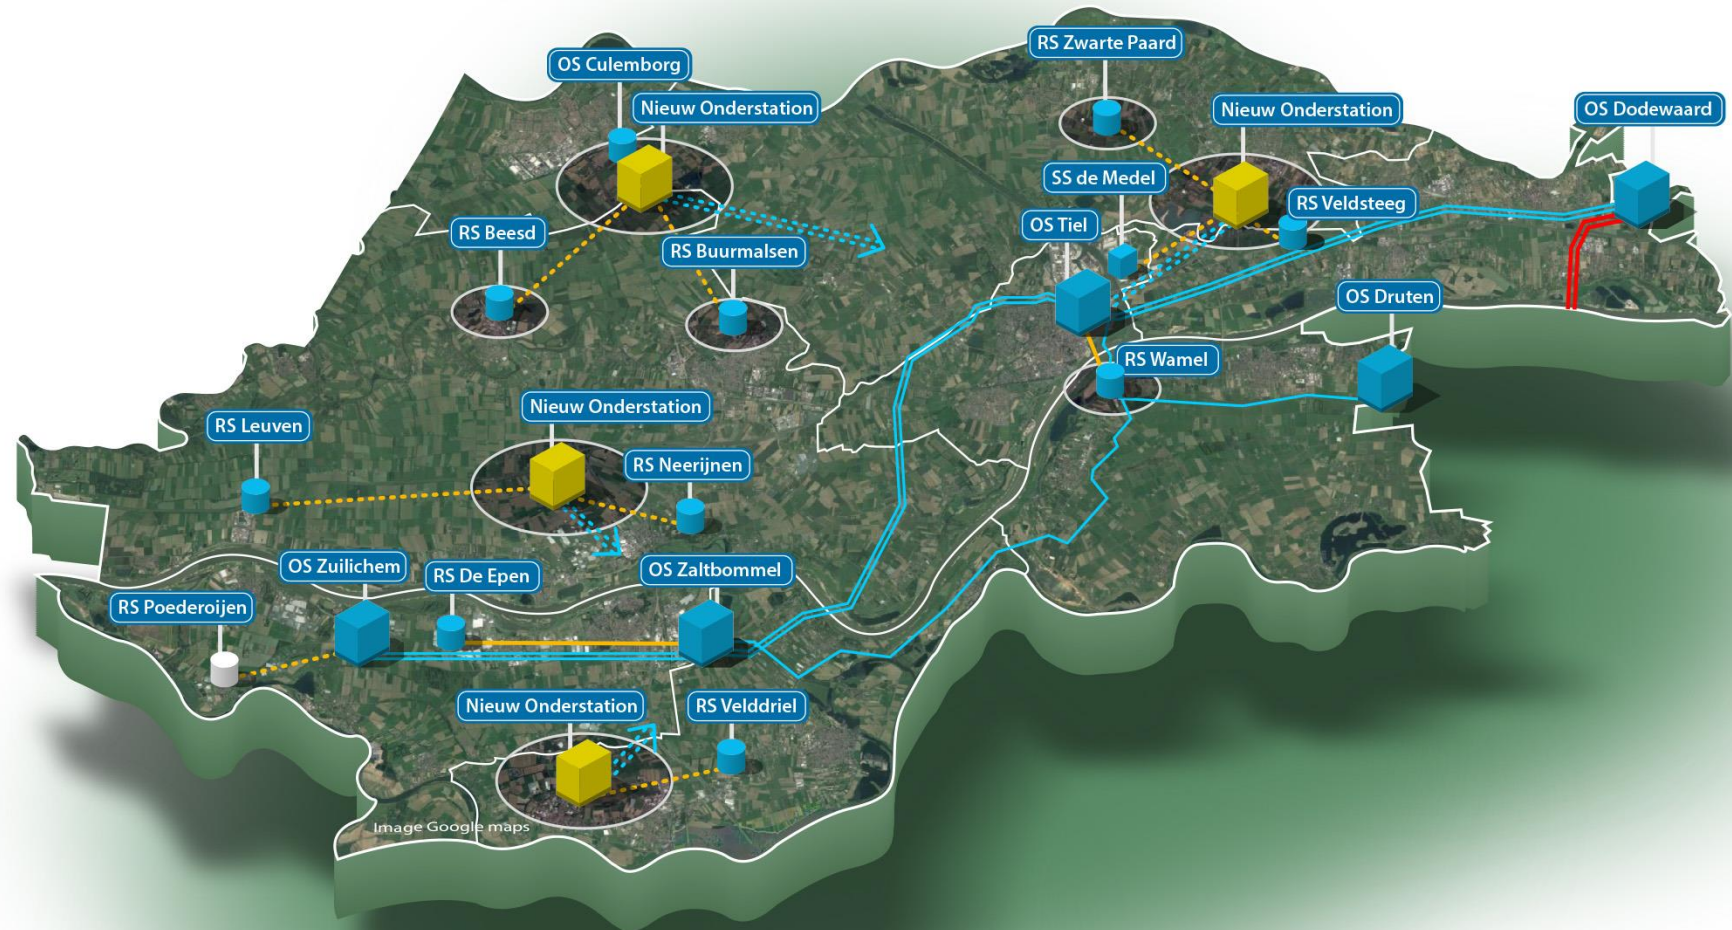 RS Zwarte Paard
OS Culemborg
Nieuw Onderstation
Nieuw Onderstation
OS Dodewaard
SS de Medel
RS Veldsteeg
OS Tiel
RS Beesd
RS Buurmalsen
OS Druten
RS Wamel
Nieuw Onderstation
RS Leuven
RS Neerijnen
OS Zuilichem
RS De Epen
OS Zaltbommel
RS Poederoijen
Nieuw Onderstation
RS Velddriel
Image Google maps